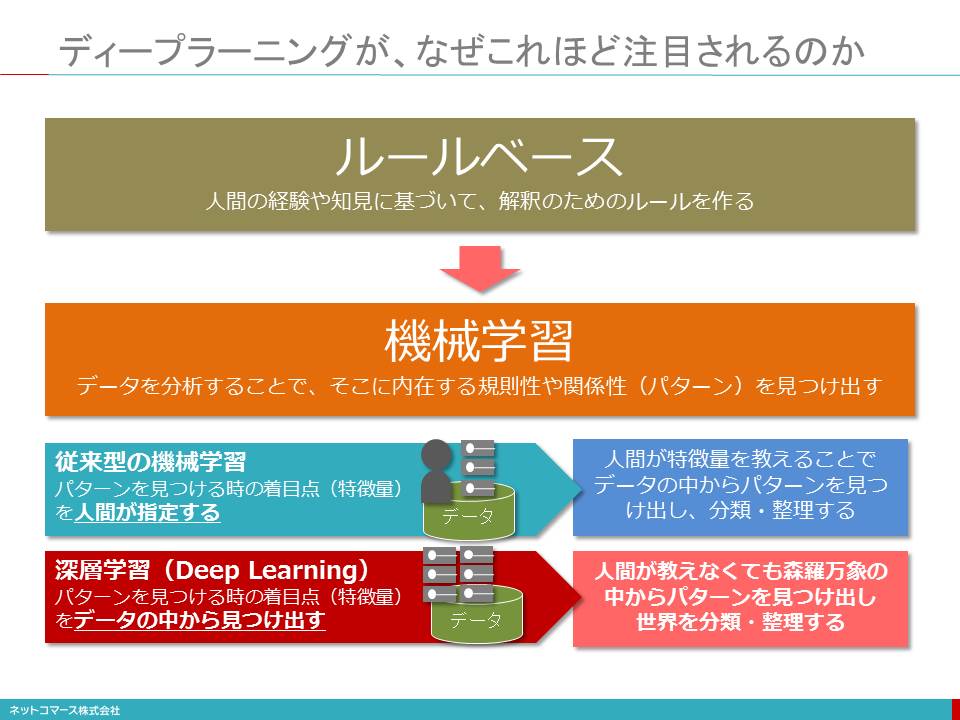 ディープラーニングが、なぜこれほど注目されるのか
ルールベース
人間の経験や知見に基づいて、解釈のためのルールを作る
機械学習
データを分析することで、そこに内在する規則性や関係性（パターン）を見つけ出す
従来型の機械学習
パターンを見つける時の着目点（特徴量）
を人間が指定する
データ
人間が特徴量を教えることで
データの中からパターンを見つ
け出し、分類・整理する
深層学習（Deep Learning）
パターンを見つける時の着目点（特徴量）
をデータの中から見つけ出す
データ
人間が教えなくても森羅万象の
中からパターンを見つけ出し
世界を分類・整理する
ネットコマース株式会社